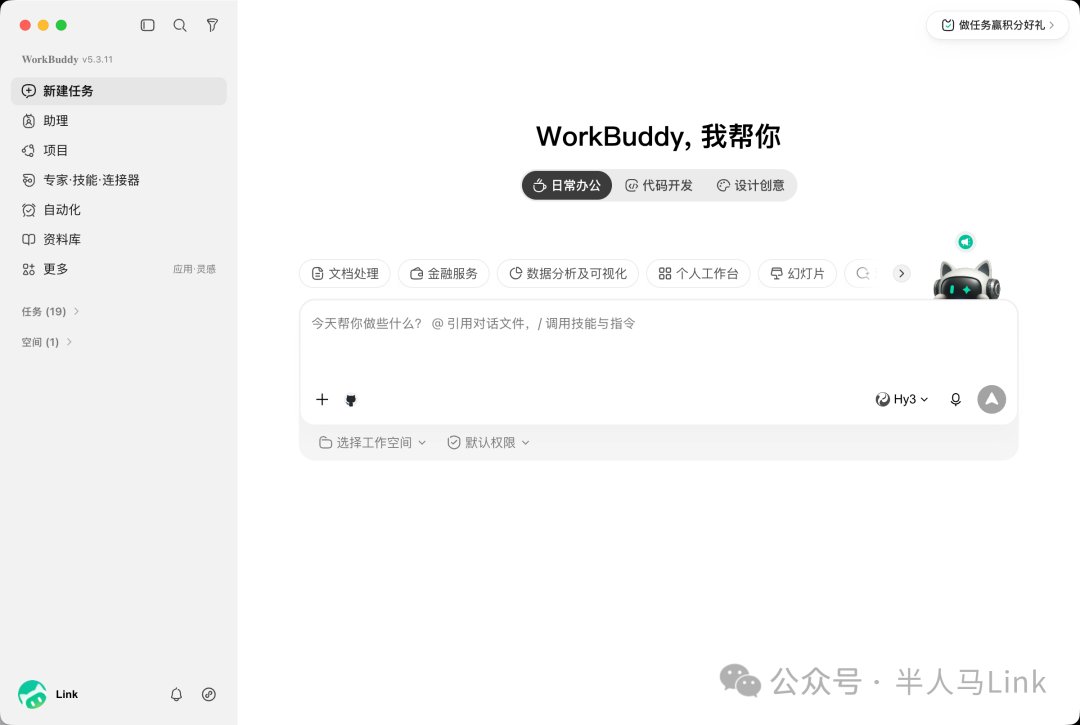 做任务赢积分好礼
WorkBuddy v5.3.11
新建任务
助理
项目
专家·技能·连接器
自动化
资料库
更多 应用·灵感
任务 (19)
空间 (1)
WorkBuddy, 我帮你
日常办公 代码开发 设计创意
文档处理 金融服务 数据分析及可视化 个人工作台 幻灯片
今天帮你做些什么? @ 引用对话文件, / 调用技能与指令
Hy3
选择工作空间 默认权限
Link
公众号 · 半人马Link